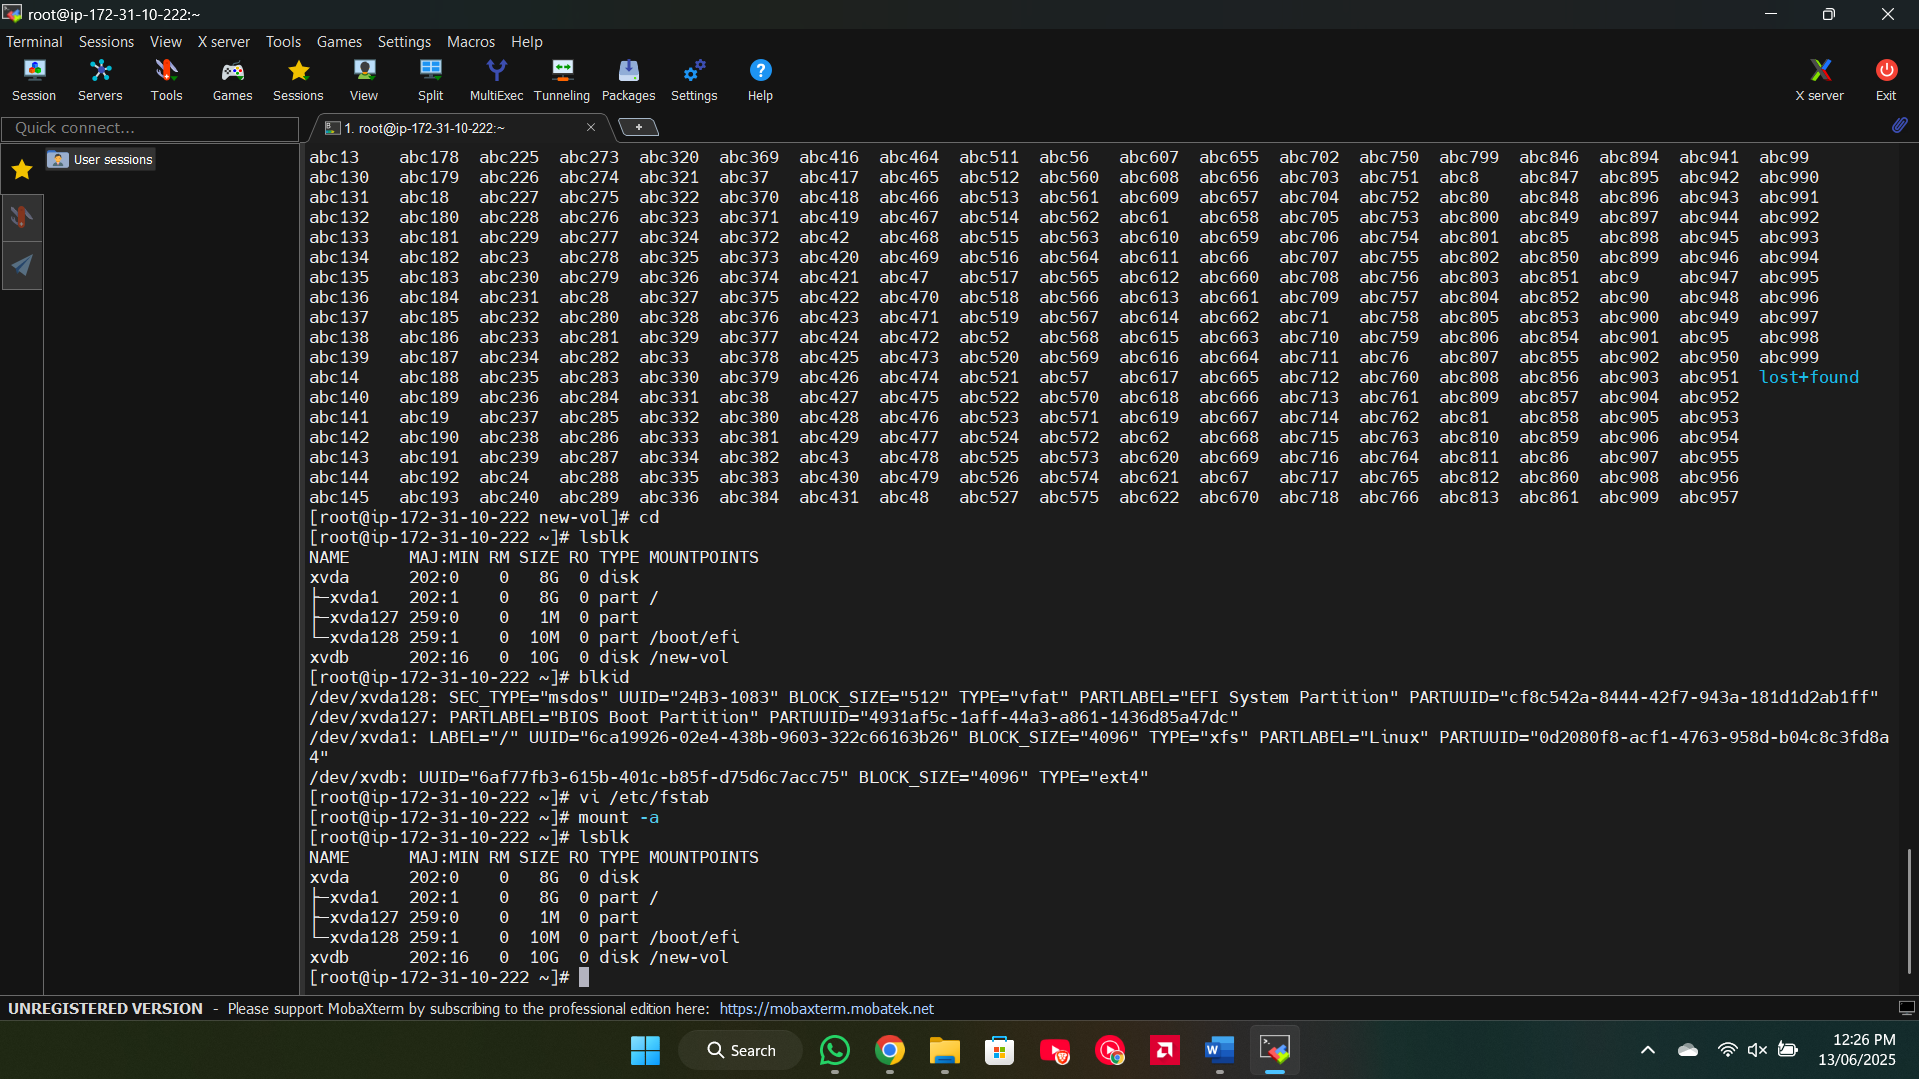 root@ip-172-31-10-222:~
Terminal Sessions View X server Tools Games Settings Macros Help
Session Servers Tools Games Sessions View Split MultiExec Tunneling Packages Settings Help X server Exit
Quick connect...
1. root@ip-172-31-10-222:~
User sessions
abc13 abc178 abc225 abc273 abc320 abc369 abc416 abc464 abc511 abc56 abc607 abc655 abc702 abc750 abc799 abc846 abc894 abc941 abc99
abc130 abc179 abc226 abc274 abc321 abc37 abc417 abc465 abc512 abc560 abc608 abc656 abc703 abc751 abc8 abc847 abc895 abc942 abc990
abc131 abc18 abc227 abc275 abc322 abc370 abc418 abc466 abc513 abc561 abc609 abc657 abc704 abc752 abc80 abc848 abc896 abc943 abc991
abc132 abc180 abc228 abc276 abc323 abc371 abc419 abc467 abc514 abc562 abc61 abc658 abc705 abc753 abc800 abc849 abc897 abc944 abc992
abc133 abc181 abc229 abc277 abc324 abc372 abc42 abc468 abc515 abc563 abc610 abc659 abc706 abc754 abc801 abc85 abc898 abc945 abc993
abc134 abc182 abc23 abc278 abc325 abc373 abc420 abc469 abc516 abc564 abc611 abc66 abc707 abc755 abc802 abc850 abc899 abc946 abc994
abc135 abc183 abc230 abc279 abc326 abc374 abc421 abc47 abc517 abc565 abc612 abc660 abc708 abc756 abc803 abc851 abc9 abc947 abc995
abc136 abc184 abc231 abc28 abc327 abc375 abc422 abc470 abc518 abc566 abc613 abc661 abc709 abc757 abc804 abc852 abc90 abc948 abc996
abc137 abc185 abc232 abc280 abc328 abc376 abc423 abc471 abc519 abc567 abc614 abc662 abc71 abc758 abc805 abc853 abc900 abc949 abc997
abc138 abc186 abc233 abc281 abc329 abc377 abc424 abc472 abc52 abc568 abc615 abc663 abc710 abc759 abc806 abc854 abc901 abc95 abc998
abc139 abc187 abc234 abc282 abc33 abc378 abc425 abc473 abc520 abc569 abc616 abc664 abc711 abc76 abc807 abc855 abc902 abc950 abc999
abc14 abc188 abc235 abc283 abc330 abc379 abc426 abc474 abc521 abc57 abc617 abc665 abc712 abc760 abc808 abc856 abc903 abc951 lost+found
abc140 abc189 abc236 abc284 abc331 abc38 abc427 abc475 abc522 abc570 abc618 abc666 abc713 abc761 abc809 abc857 abc904 abc952
abc141 abc19 abc237 abc285 abc332 abc380 abc428 abc476 abc523 abc571 abc619 abc667 abc714 abc762 abc81 abc858 abc905 abc953
abc142 abc190 abc238 abc286 abc333 abc381 abc429 abc477 abc524 abc572 abc62 abc668 abc715 abc763 abc810 abc859 abc906 abc954
abc143 abc191 abc239 abc287 abc334 abc382 abc43 abc478 abc525 abc573 abc620 abc669 abc716 abc764 abc811 abc86 abc907 abc955
abc144 abc192 abc24 abc288 abc335 abc383 abc430 abc479 abc526 abc574 abc621 abc67 abc717 abc765 abc812 abc860 abc908 abc956
abc145 abc193 abc240 abc289 abc336 abc384 abc431 abc48 abc527 abc575 abc622 abc670 abc718 abc766 abc813 abc861 abc909 abc957
[root@ip-172-31-10-222 new-vol]# cd
[root@ip-172-31-10-222 ~]# lsblk
NAME MAJ:MIN RM SIZE RO TYPE MOUNTPOINTS
xvda 202:0 0 8G 0 disk
├─xvda1 202:1 0 8G 0 part /
├─xvda127 259:0 0 1M 0 part
└─xvda128 259:1 0 10M 0 part /boot/efi
xvdb 202:16 0 10G 0 disk /new-vol
[root@ip-172-31-10-222 ~]# blkid
/dev/xvda128: SEC_TYPE="msdos" UUID="24B3-1083" BLOCK_SIZE="512" TYPE="vfat" PARTLABEL="EFI System Partition" PARTUUID="cf8c542a-8444-42f7-943a-181d1d2ab1ff"
/dev/xvda127: PARTLABEL="BIOS Boot Partition" PARTUUID="4931af5c-1aff-44a3-a861-1436d85a47dc"
/dev/xvda1: LABEL="/" UUID="6ca19926-02e4-438b-9603-322c66163b26" BLOCK_SIZE="4096" TYPE="xfs" PARTLABEL="Linux" PARTUUID="0d2080f8-acf1-4763-958d-b04c8c3fd8a
4"
/dev/xvdb: UUID="6af77fb3-615b-401c-b85f-d75d6c7acc75" BLOCK_SIZE="4096" TYPE="ext4"
[root@ip-172-31-10-222 ~]# vi /etc/fstab
[root@ip-172-31-10-222 ~]# mount -a
[root@ip-172-31-10-222 ~]# lsblk
NAME MAJ:MIN RM SIZE RO TYPE MOUNTPOINTS
xvda 202:0 0 8G 0 disk
├─xvda1 202:1 0 8G 0 part /
├─xvda127 259:0 0 1M 0 part
└─xvda128 259:1 0 10M 0 part /boot/efi
xvdb 202:16 0 10G 0 disk /new-vol
[root@ip-172-31-10-222 ~]#
UNREGISTERED VERSION - Please support MobaXterm by subscribing to the professional edition here: https://mobaxterm.mobatek.net
Search
12:26 PM
13/06/2025